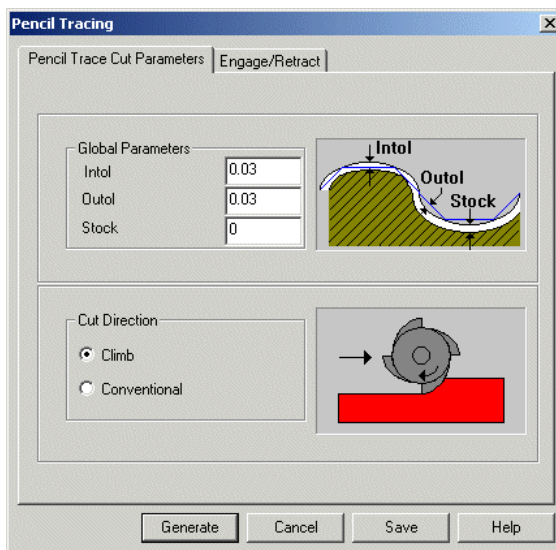 Pencil Tracing
Pencil Trace Cut Parameters
Engage/Retract
Global Parameters
Intol
0.03
Outol
0.03
Stock
0
Intol
Outol
Stock
Cut Direction
Climb
Conventional
Generate
Cancel
Save
Help